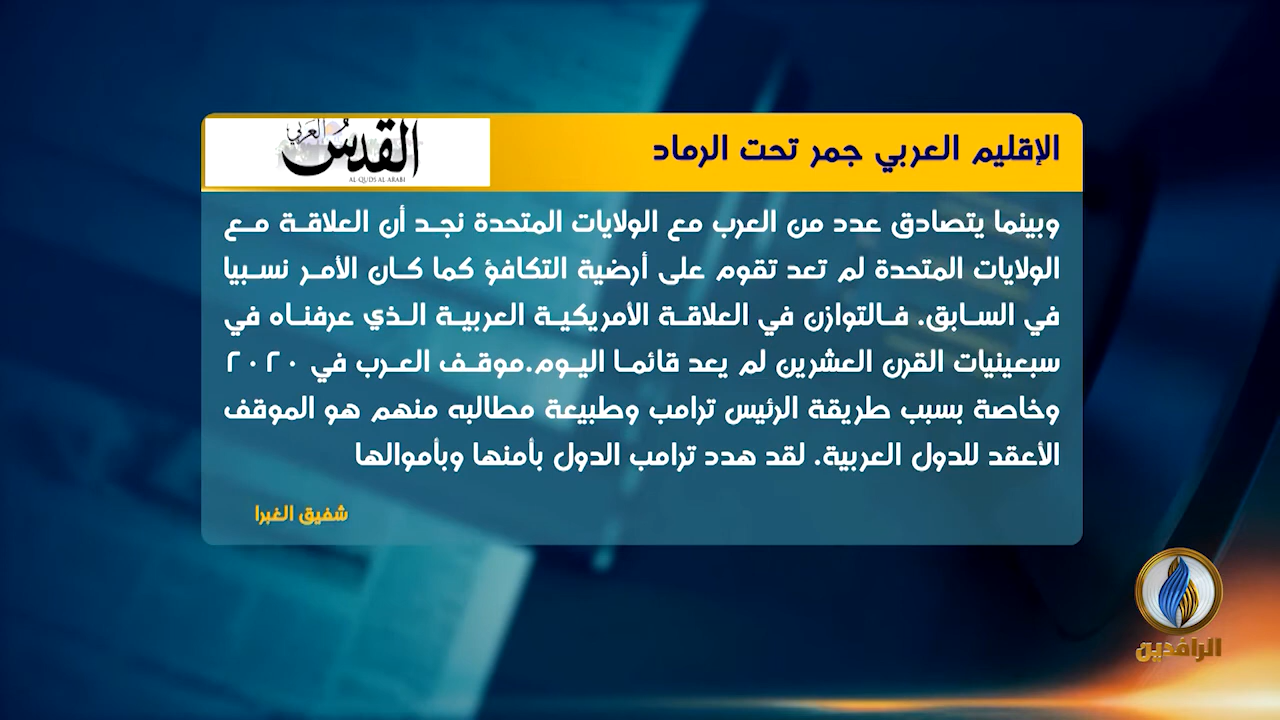 الإقليم العربي جمر تحت الرماد
القدس العربي
AL QUDS AL ARABI
وبينما يتصادق عدد من العرب مع الولايات المتحدة نجد أن العلاقة مع
الولايات المتحدة لم تعد تقوم على أرضية التكافؤ كما كان الأمر نسبيا
في السابق. فالتوازن في العلاقة الأمريكية العربية الذي عرفناه في
سبعينيات القرن العشرين لم يعد قائما اليوم.موقف العرب في ٢٠٢٠
وخاصة بسبب طريقة الرئيس ترامب وطبيعة مطالبه منهم هو الموقف
الأعقد للدول العربية. لقد هدد ترامب الدول بأمنها وبأموالها
شفيق الغبرا
الرافدين